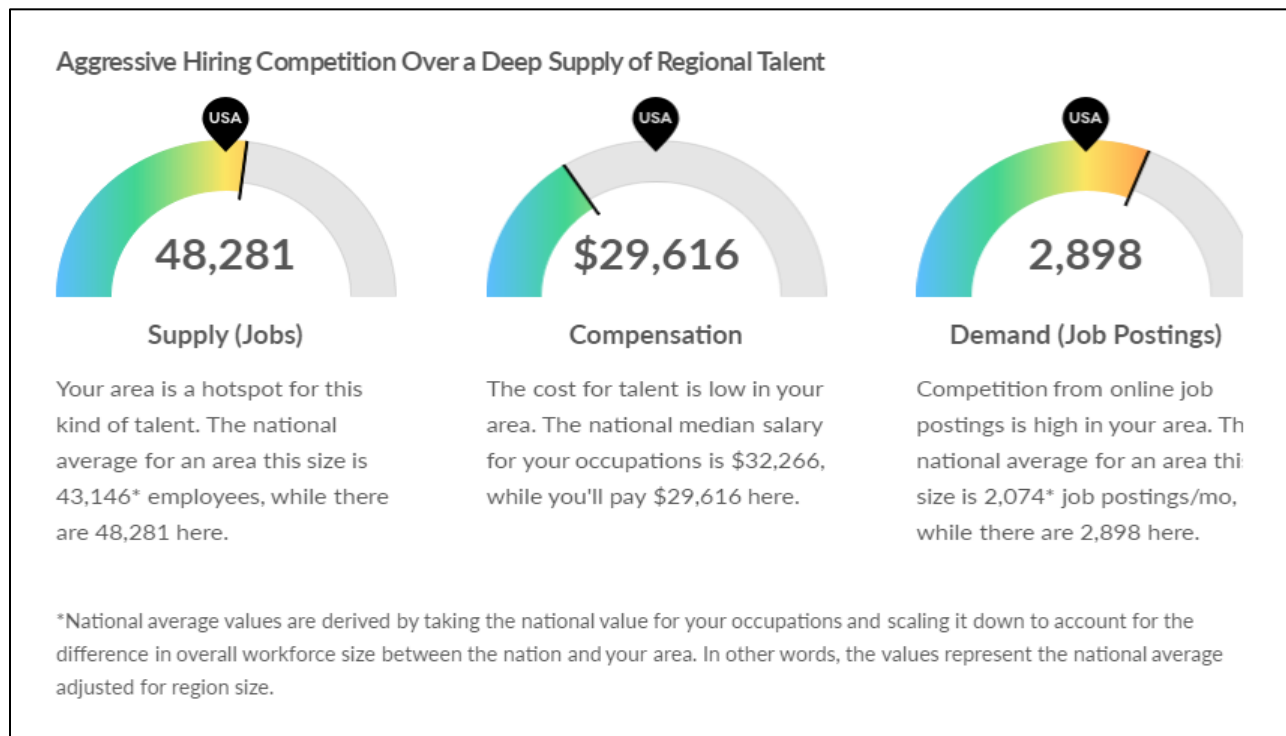 Aggressive Hiring Competition Over a Deep Supply of Regional Talent
USA
48,281
Supply (Jobs)
Your area is a hotspot for this
kind of talent. The national
average for an area this size is
43,146* employees, while there
are 48,281 here.
USA
$29,616
Compensation
The cost for talent is low in your
area. The national median salary
for your occupations is $32,266,
while you'll pay $29,616 here.
USA
2,898
Demand (Job Postings)
Competition from online job
postings is high in your area. Th
national average for an area thi
size is 2,074* job postings/mo,
while there are 2,898 here.
*National average values are derived by taking the national value for your occupations and scaling it down to account for the
difference in overall workforce size between the nation and your area. In other words, the values represent the national average
adjusted for region size.